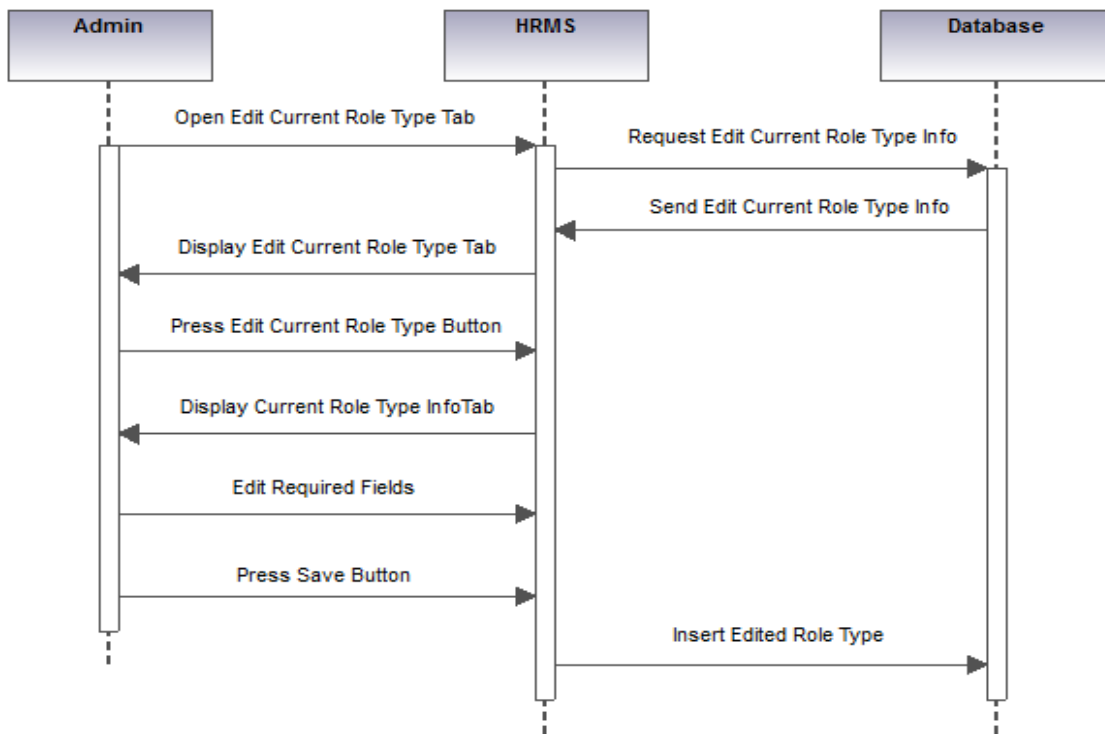 Admin
HRMS
Database
Open Edit Current Role Type Tab
Request Edit Current Role Type Info
Send Edit Current Role Type Info
Display Edit Current Role Type Tab
Press Edit Current Role Type Button
Display Current Role Type InfoTab
Edit Required Fields
Press Save Button
Insert Edited Role Type